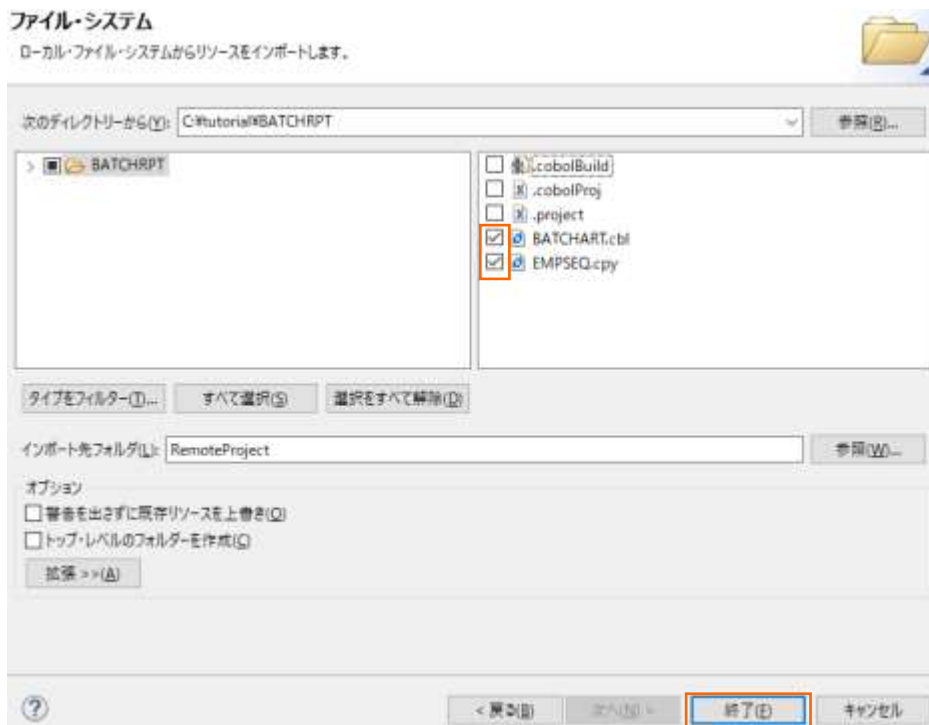 ファイル・システム
ローカル・ファイル・システムからリソースをインポートします。
次のディレクトリーから(Y): C:¥tutorial¥BATCHRPT 参照(R)...
BATCHRPT
.cobolBuild
.cobolProj
.project
BATCHART.cbl
EMPSEQ.cpy
タイプをフィルター(T)... すべて選択(S) 選択をすべて解除(D)
インポート先フォルダ(L): RemoteProject 参照(W)...
オプション
警告を出さずに既存リソースを上書き(O)
トップ・レベルのフォルダーを作成(C)
拡張 >>(A)
< 戻る(B) 次へ(N) > 終了(F) キャンセル